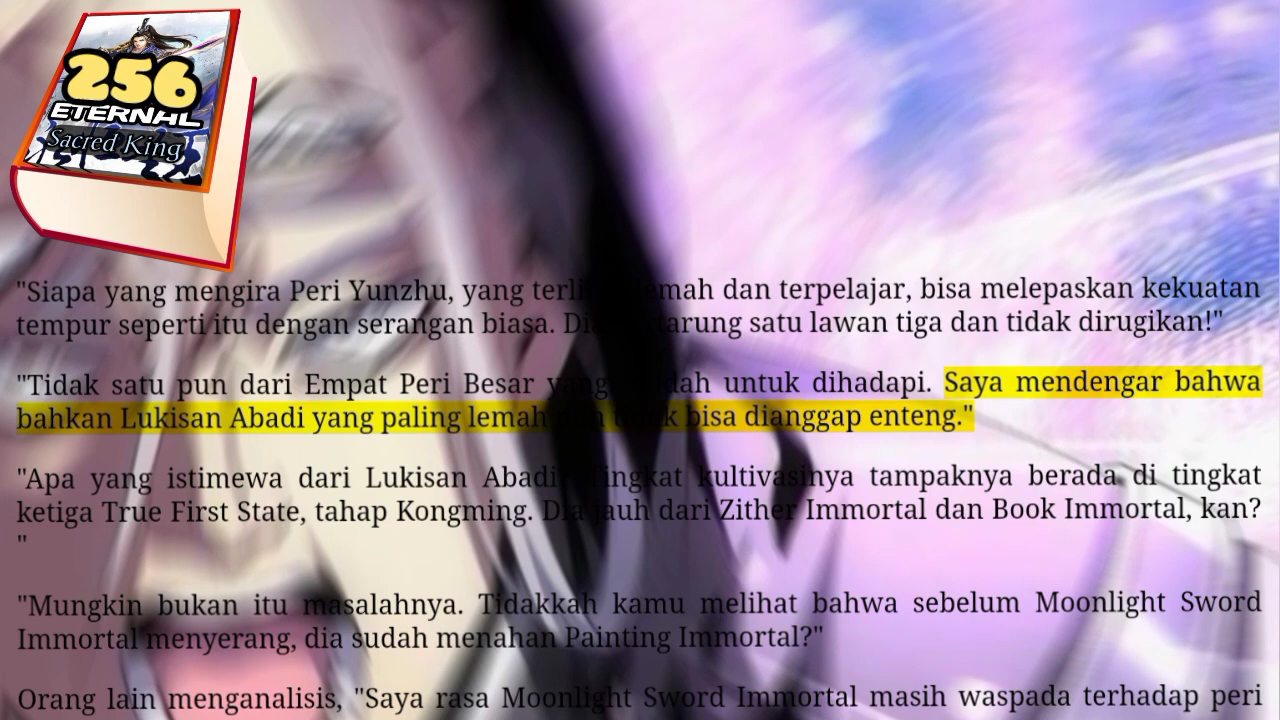 256
ETERNAL
Sacred King
"Siapa yang mengira Peri Yunzhu, yang terlihat lemah dan terpelajar, bisa melepaskan kekuatan
tempur seperti itu dengan serangan biasa. Dia bertarung satu lawan tiga dan tidak dirugikan!"
"Tidak satu pun dari Empat Peri Besar yang mudah untuk dihadapi. Saya mendengar bahwa
bahkan Lukisan Abadi yang paling lemah pun tidak bisa dianggap enteng."
"Apa yang istimewa dari Lukisan Abadi? Tingkat kultivasinya tampaknya berada di tingkat
ketiga True First State, tahap Kongming. Dia jauh dari Zither Immortal dan Book Immortal, kan?
"
"Mungkin bukan itu masalahnya. Tidakkah kamu melihat bahwa sebelum Moonlight Sword
Immortal menyerang, dia sudah menahan Painting Immortal?"
Orang lain menganalisis, "Saya rasa Moonlight Sword Immortal masih waspada terhadap peri